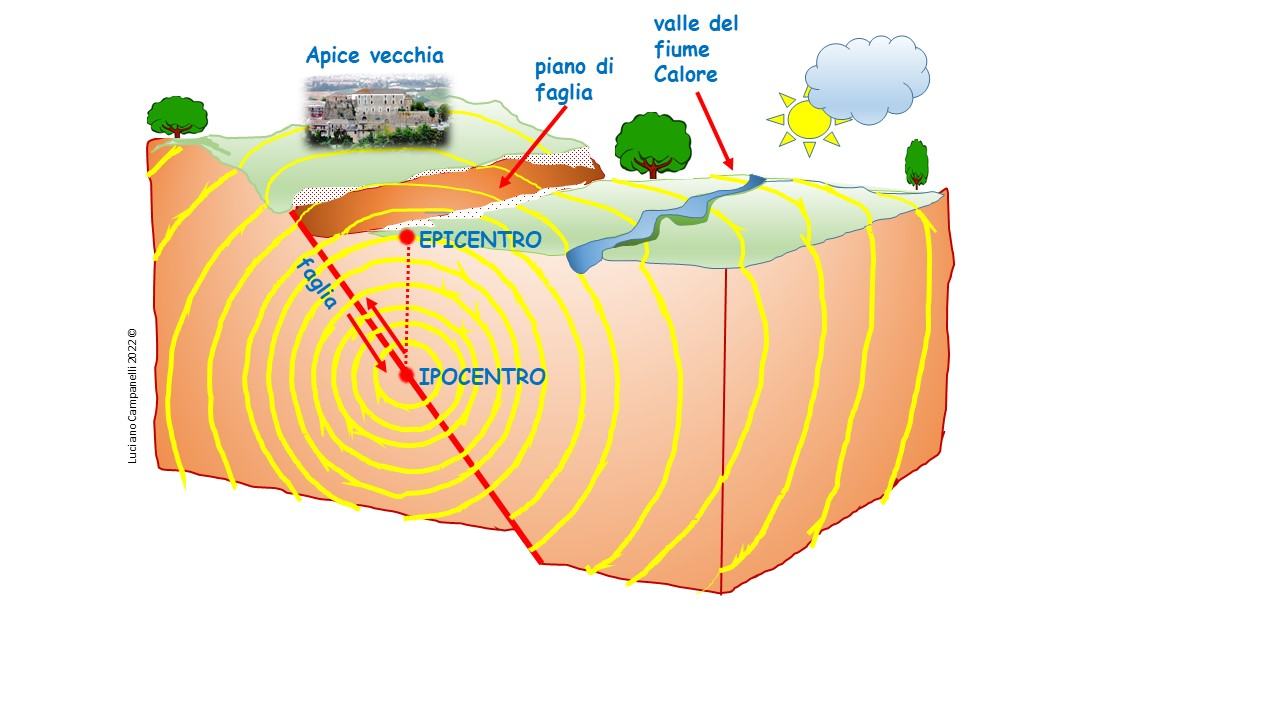 valle del
fiume
Calore
Apice vecchia
piano di
faglia
EPICENTRO
faglia
IPOCENTRO
Luciano Campanelli 2022 ©